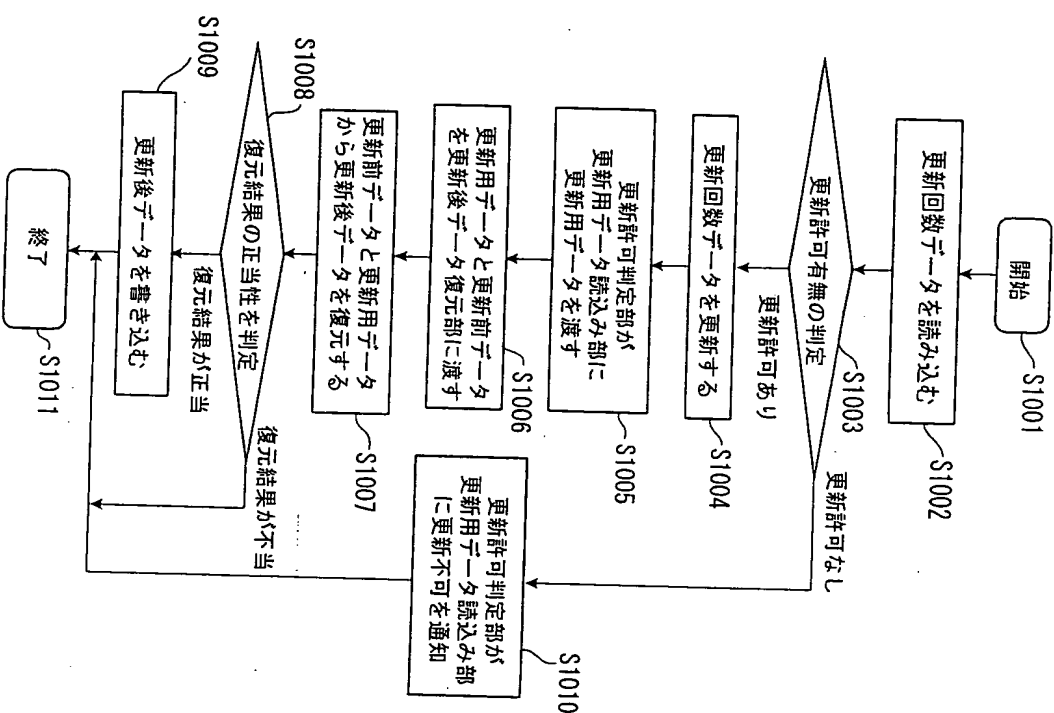 開始
S1001
更新回数データを読み込む
S1002
更新許可有無の判定
S1003
更新許可なし
更新許可あり
更新回数データを更新する
S1004
更新許可判定部が
更新用データ読込み部に
更新用データを渡す
S1005
更新用データと更新前データ
を更新後データ復元部に渡す
S1006
更新前データと更新用データ
から更新後データを復元する
S1007
復元結果の正当性を判定
S1008
復元結果が不当
復元結果が正当
更新後データを書き込む
S1009
更新許可判定部が
更新用データ読込み部
に更新不可を通知
S1010
終了
S1011